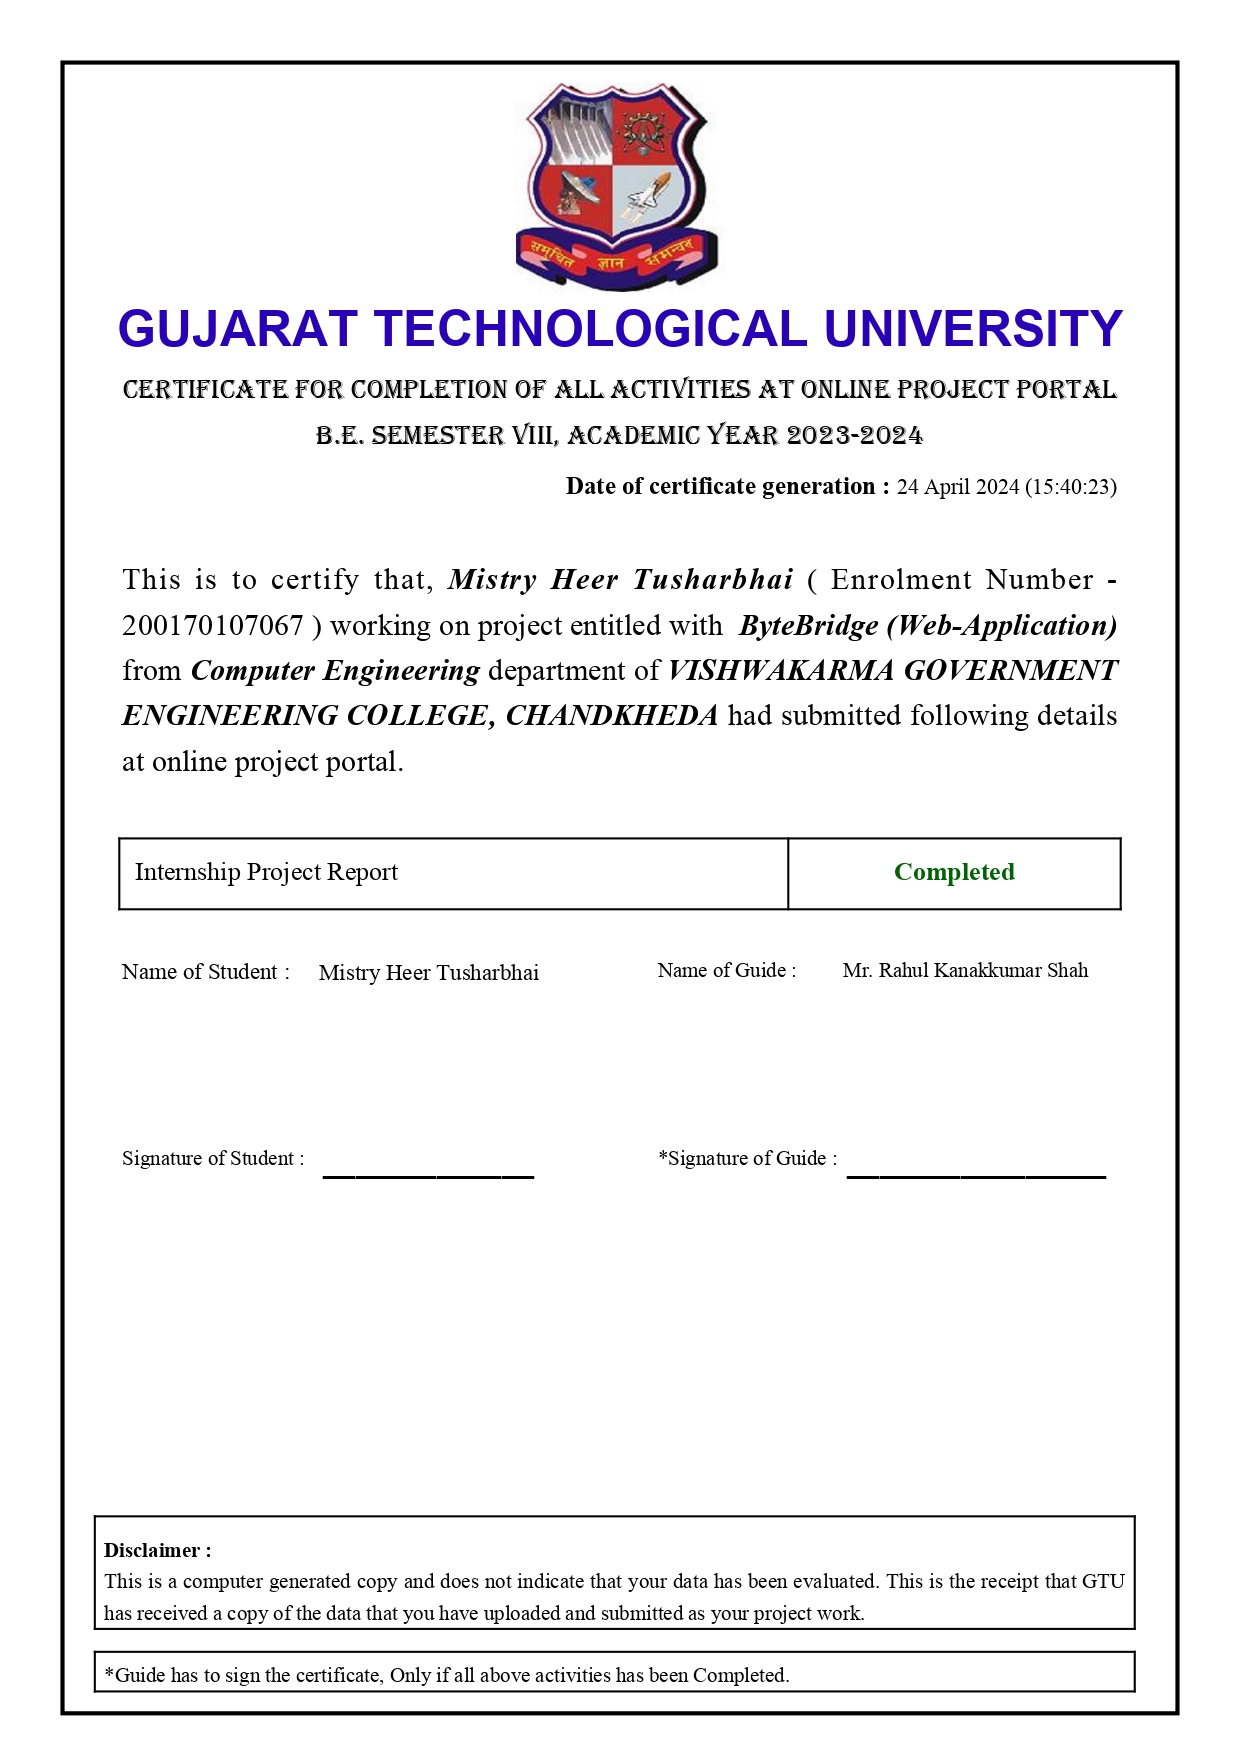 समूचित ज्ञान समन्वय
GUJARAT TECHNOLOGICAL UNIVERSITY
CERTIFICATE FOR COMPLETION OF ALL ACTIVITIES AT ONLINE PROJECT PORTAL
B.E. SEMESTER VIII, ACADEMIC YEAR 2023-2024
Date of certificate generation : 24 April 2024 (15:40:23)
This is to certify that, Mistry Heer Tusharbhai ( Enrolment Number -
200170107067 ) working on project entitled with ByteBridge (Web-Application)
from Computer Engineering department of VISHWAKARMA GOVERNMENT
ENGINEERING COLLEGE, CHANDKHEDA had submitted following details
at online project portal.
Internship Project Report Completed
Name of Student : Mistry Heer Tusharbhai Name of Guide : Mr. Rahul Kanakkumar Shah
Signature of Student : *Signature of Guide :
Disclaimer :
This is a computer generated copy and does not indicate that your data has been evaluated. This is the receipt that GTU
has received a copy of the data that you have uploaded and submitted as your project work.
*Guide has to sign the certificate, Only if all above activities has been Completed.